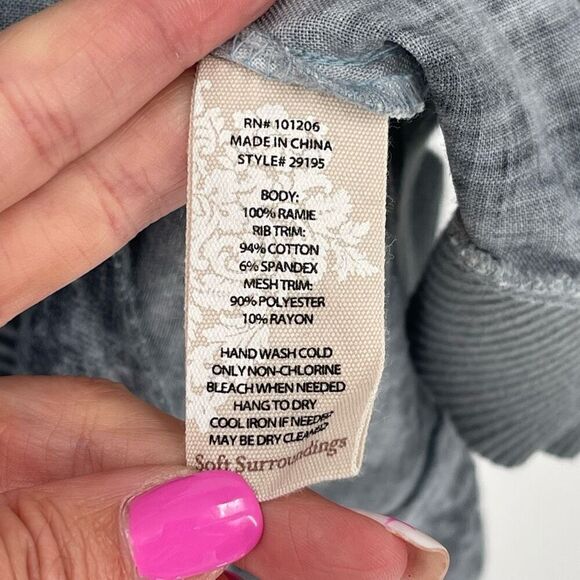 RN# 101206
MADE IN CHINA
STYLE# 29195
BODY:
100% RAMIE
RIB TRIM:
94% COTTON
6% SPANDEX
MESH TRIM:
90% POLYESTER
10% RAYON
HAND WASH COLD
ONLY NON-CHLORINE
BLEACH WHEN NEEDED
HANG TO DRY
COOL IRON IF NEEDED
MAY BE DRY CLEANED
Soft Surroundings